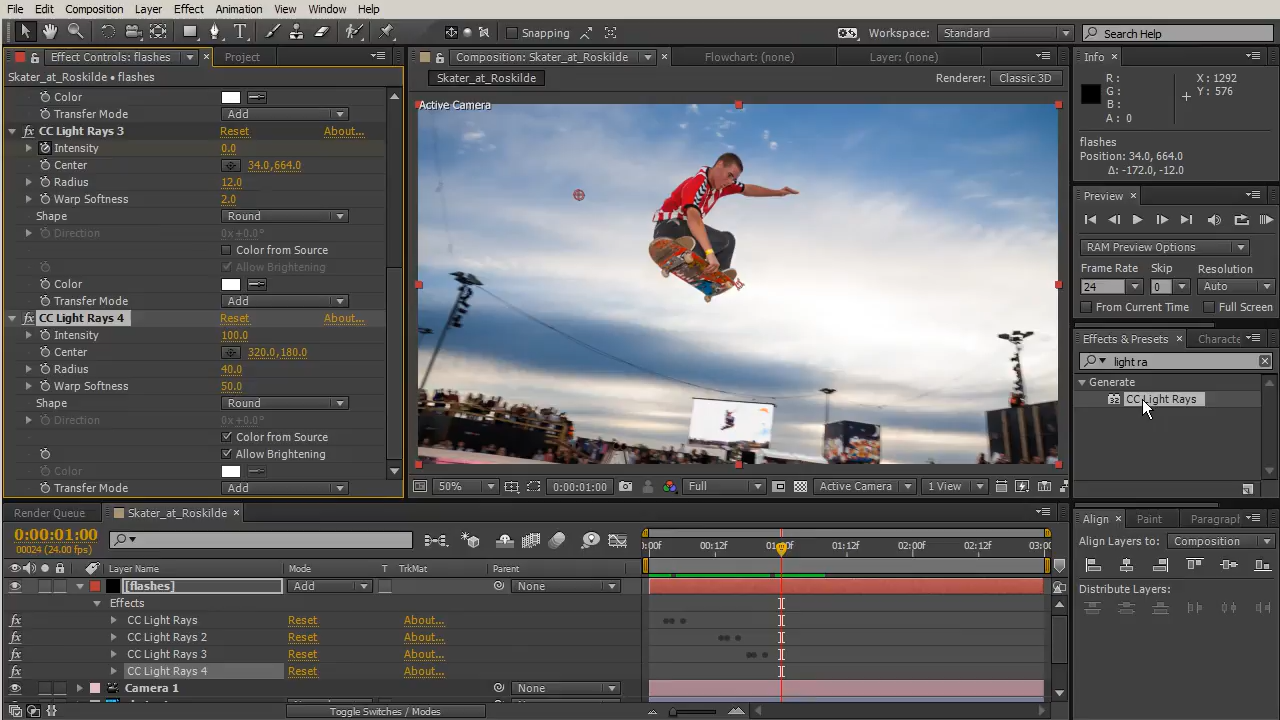 File Edit Composition Layer Effect Animation View Window Help
Snapping Workspace: Standard Search Help
Effect Controls: flashes Project
Composition: Skater_at_Roskilde Flowchart: (none) Layer: (none)
Info
Skater_at_Roskilde • flashes
Skater_at_Roskilde Renderer: Classic 3D
R: X: 1292
G: Y: 576
B:
A: 0
flashes
Position: 34.0, 664.0
Δ: -172.0, -12.0
Active Camera
Color
Transfer Mode Add
CC Light Rays 3 Reset About...
Intensity 0.0
Center 34.0,664.0
Radius 12.0
Warp Softness 2.0
Shape Round
Direction 0x+0.0°
Color from Source
Allow Brightening
Color
Transfer Mode Add
CC Light Rays 4 Reset About...
Intensity 100.0
Center 320.0,180.0
Radius 40.0
Warp Softness 50.0
Shape Round
Direction 0x+0.0°
Color from Source
Allow Brightening
Color
Transfer Mode Add
Preview
RAM Preview Options
Frame Rate Skip Resolution
24 0 Auto
From Current Time Full Screen
Effects & Presets Characte
light ra
Generate
CC Light Rays
50% 0:00:01:00 Full Active Camera 1 View
Render Queue Skater_at_Roskilde
0:00:01:00
00024 (24.00 fps)
:00f 00:12f 01:00f 01:12f 02:00f 02:12f 03:00
Layer Name Mode T TrkMat Parent
[flashes] Add None
Effects
CC Light Rays Reset About...
CC Light Rays 2 Reset About...
CC Light Rays 3 Reset About...
CC Light Rays 4 Reset About...
Camera 1 None
Toggle Switches / Modes
Align Paint Paragraph
Align Layers to: Composition
Distribute Layers: